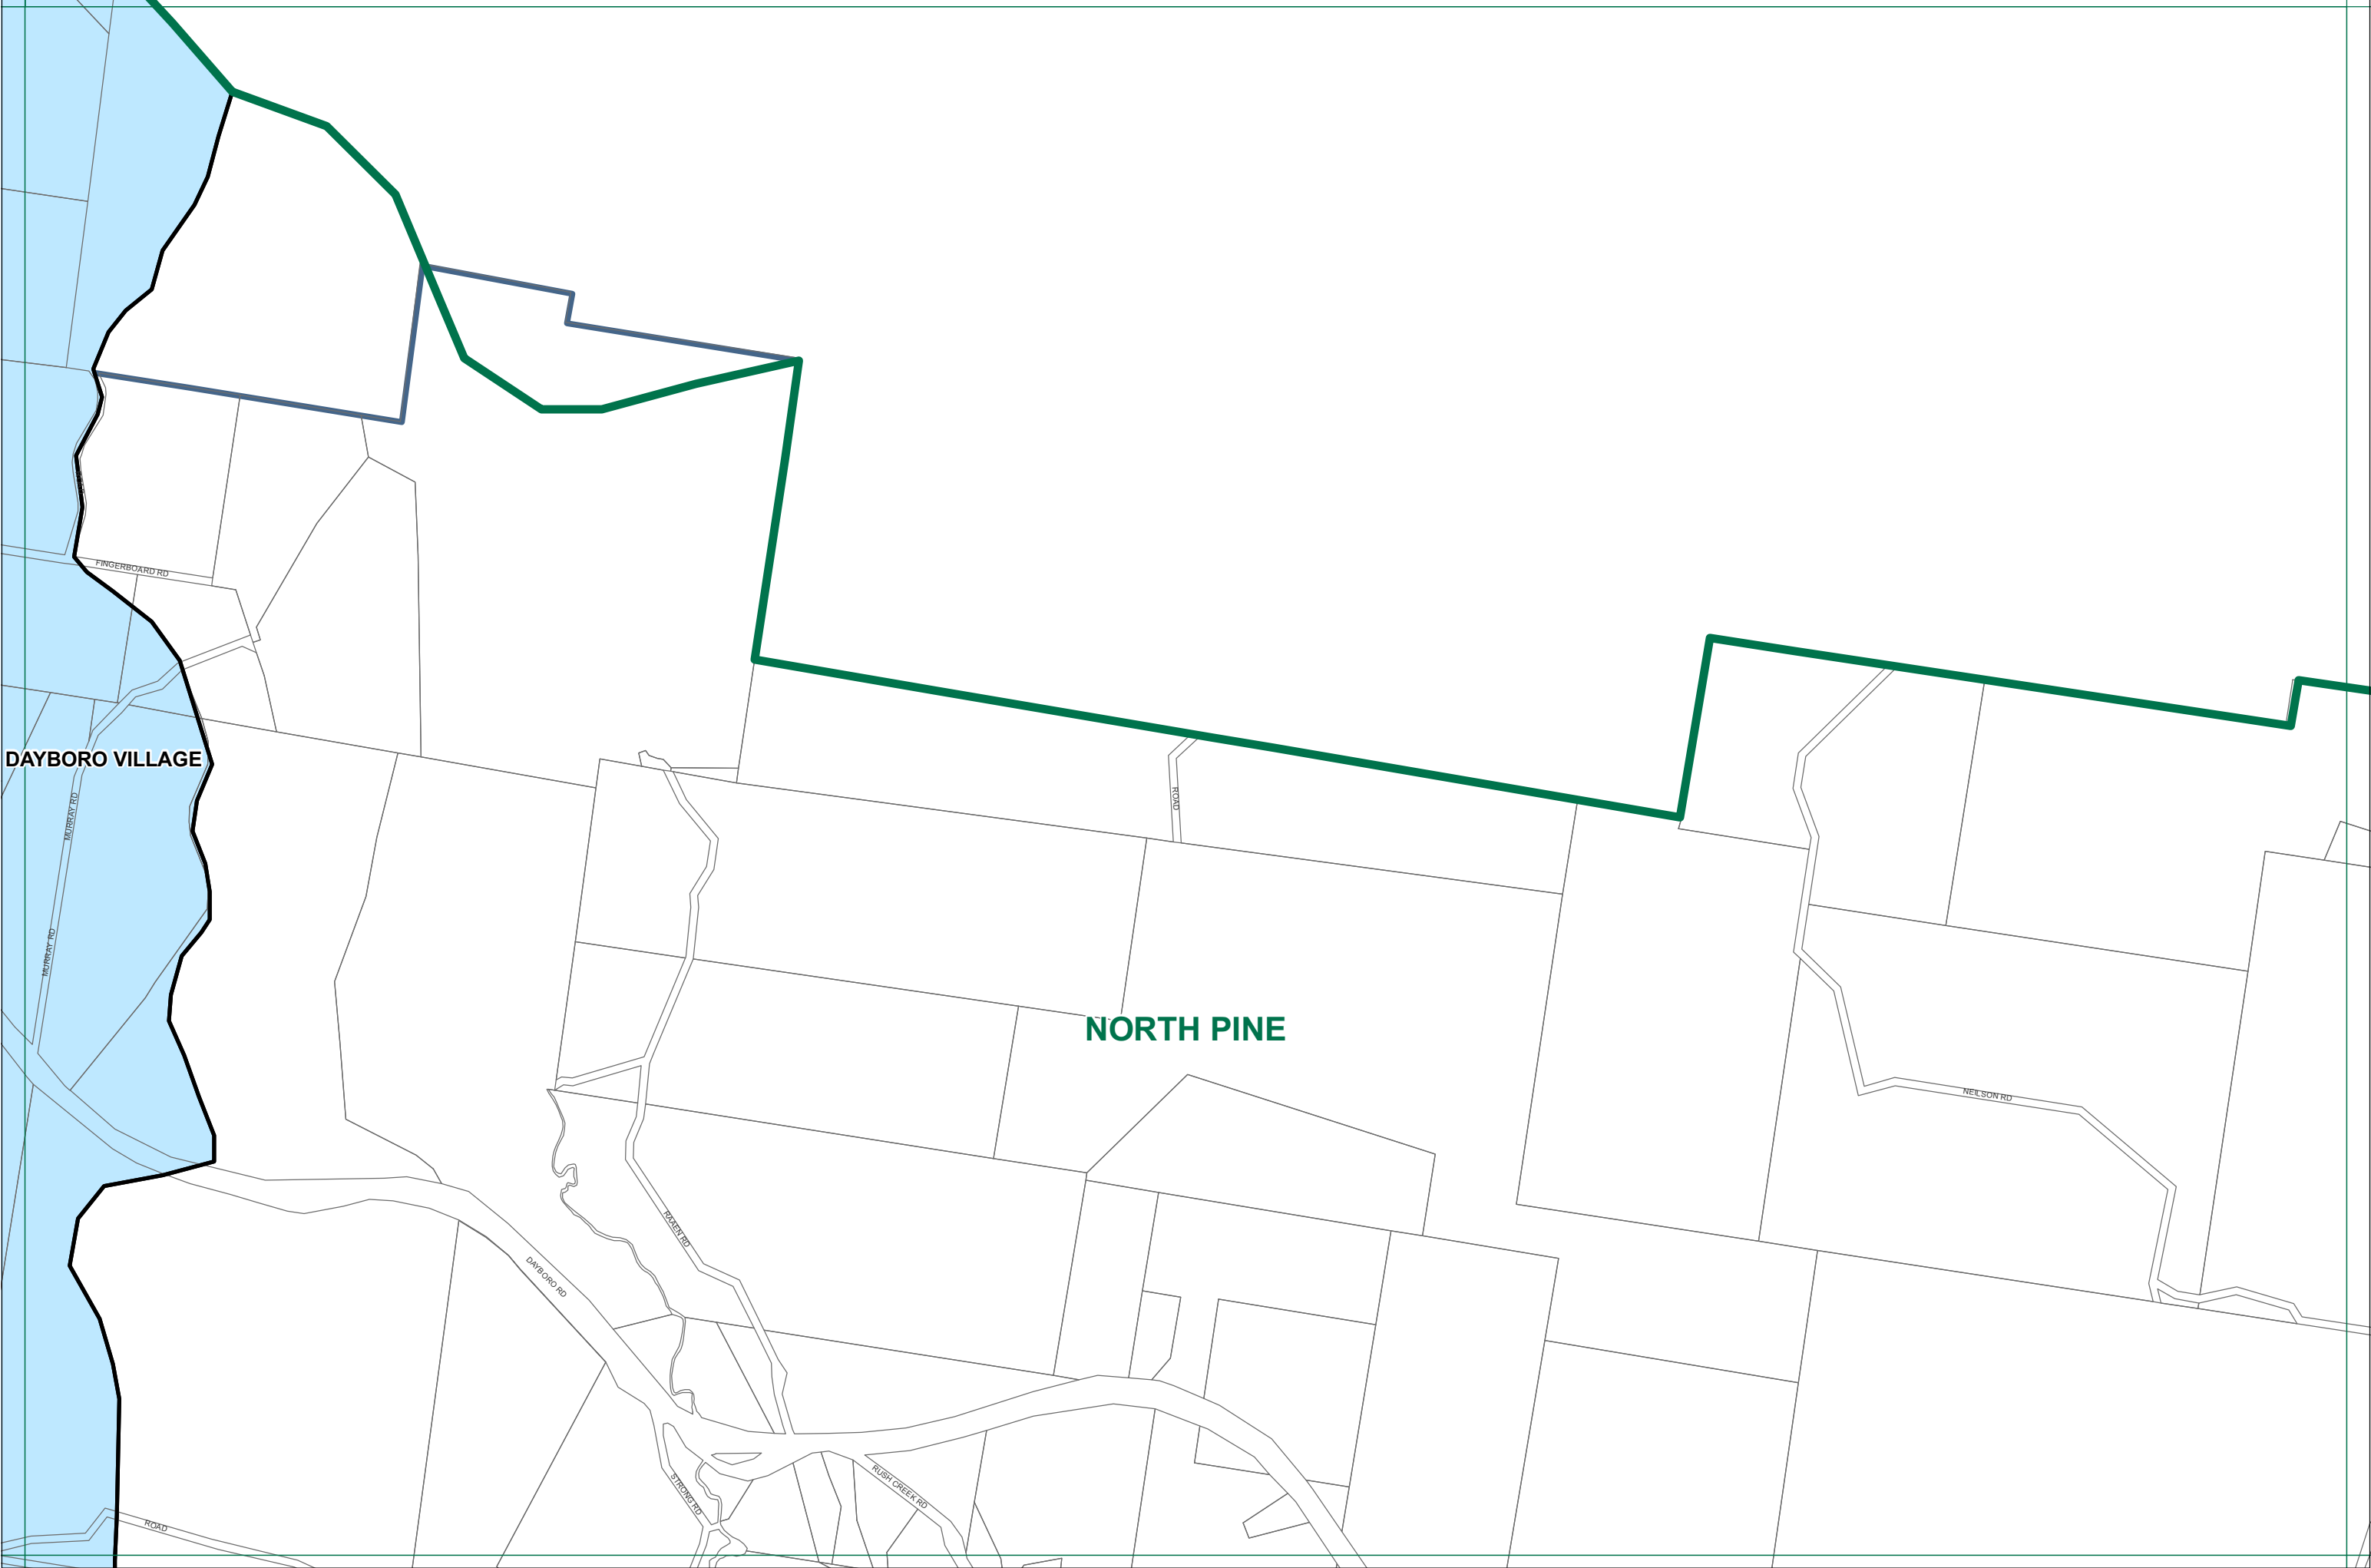 FINGERBOARD RD
DAYBORO VILLAGE
MURRAY RD
ROAD
MURRAY RD
NORTH PINE
NEILSON RD
RAAEN RD
DAYBORO RD
STRONG RD
RUSH CREEK RD
ROAD